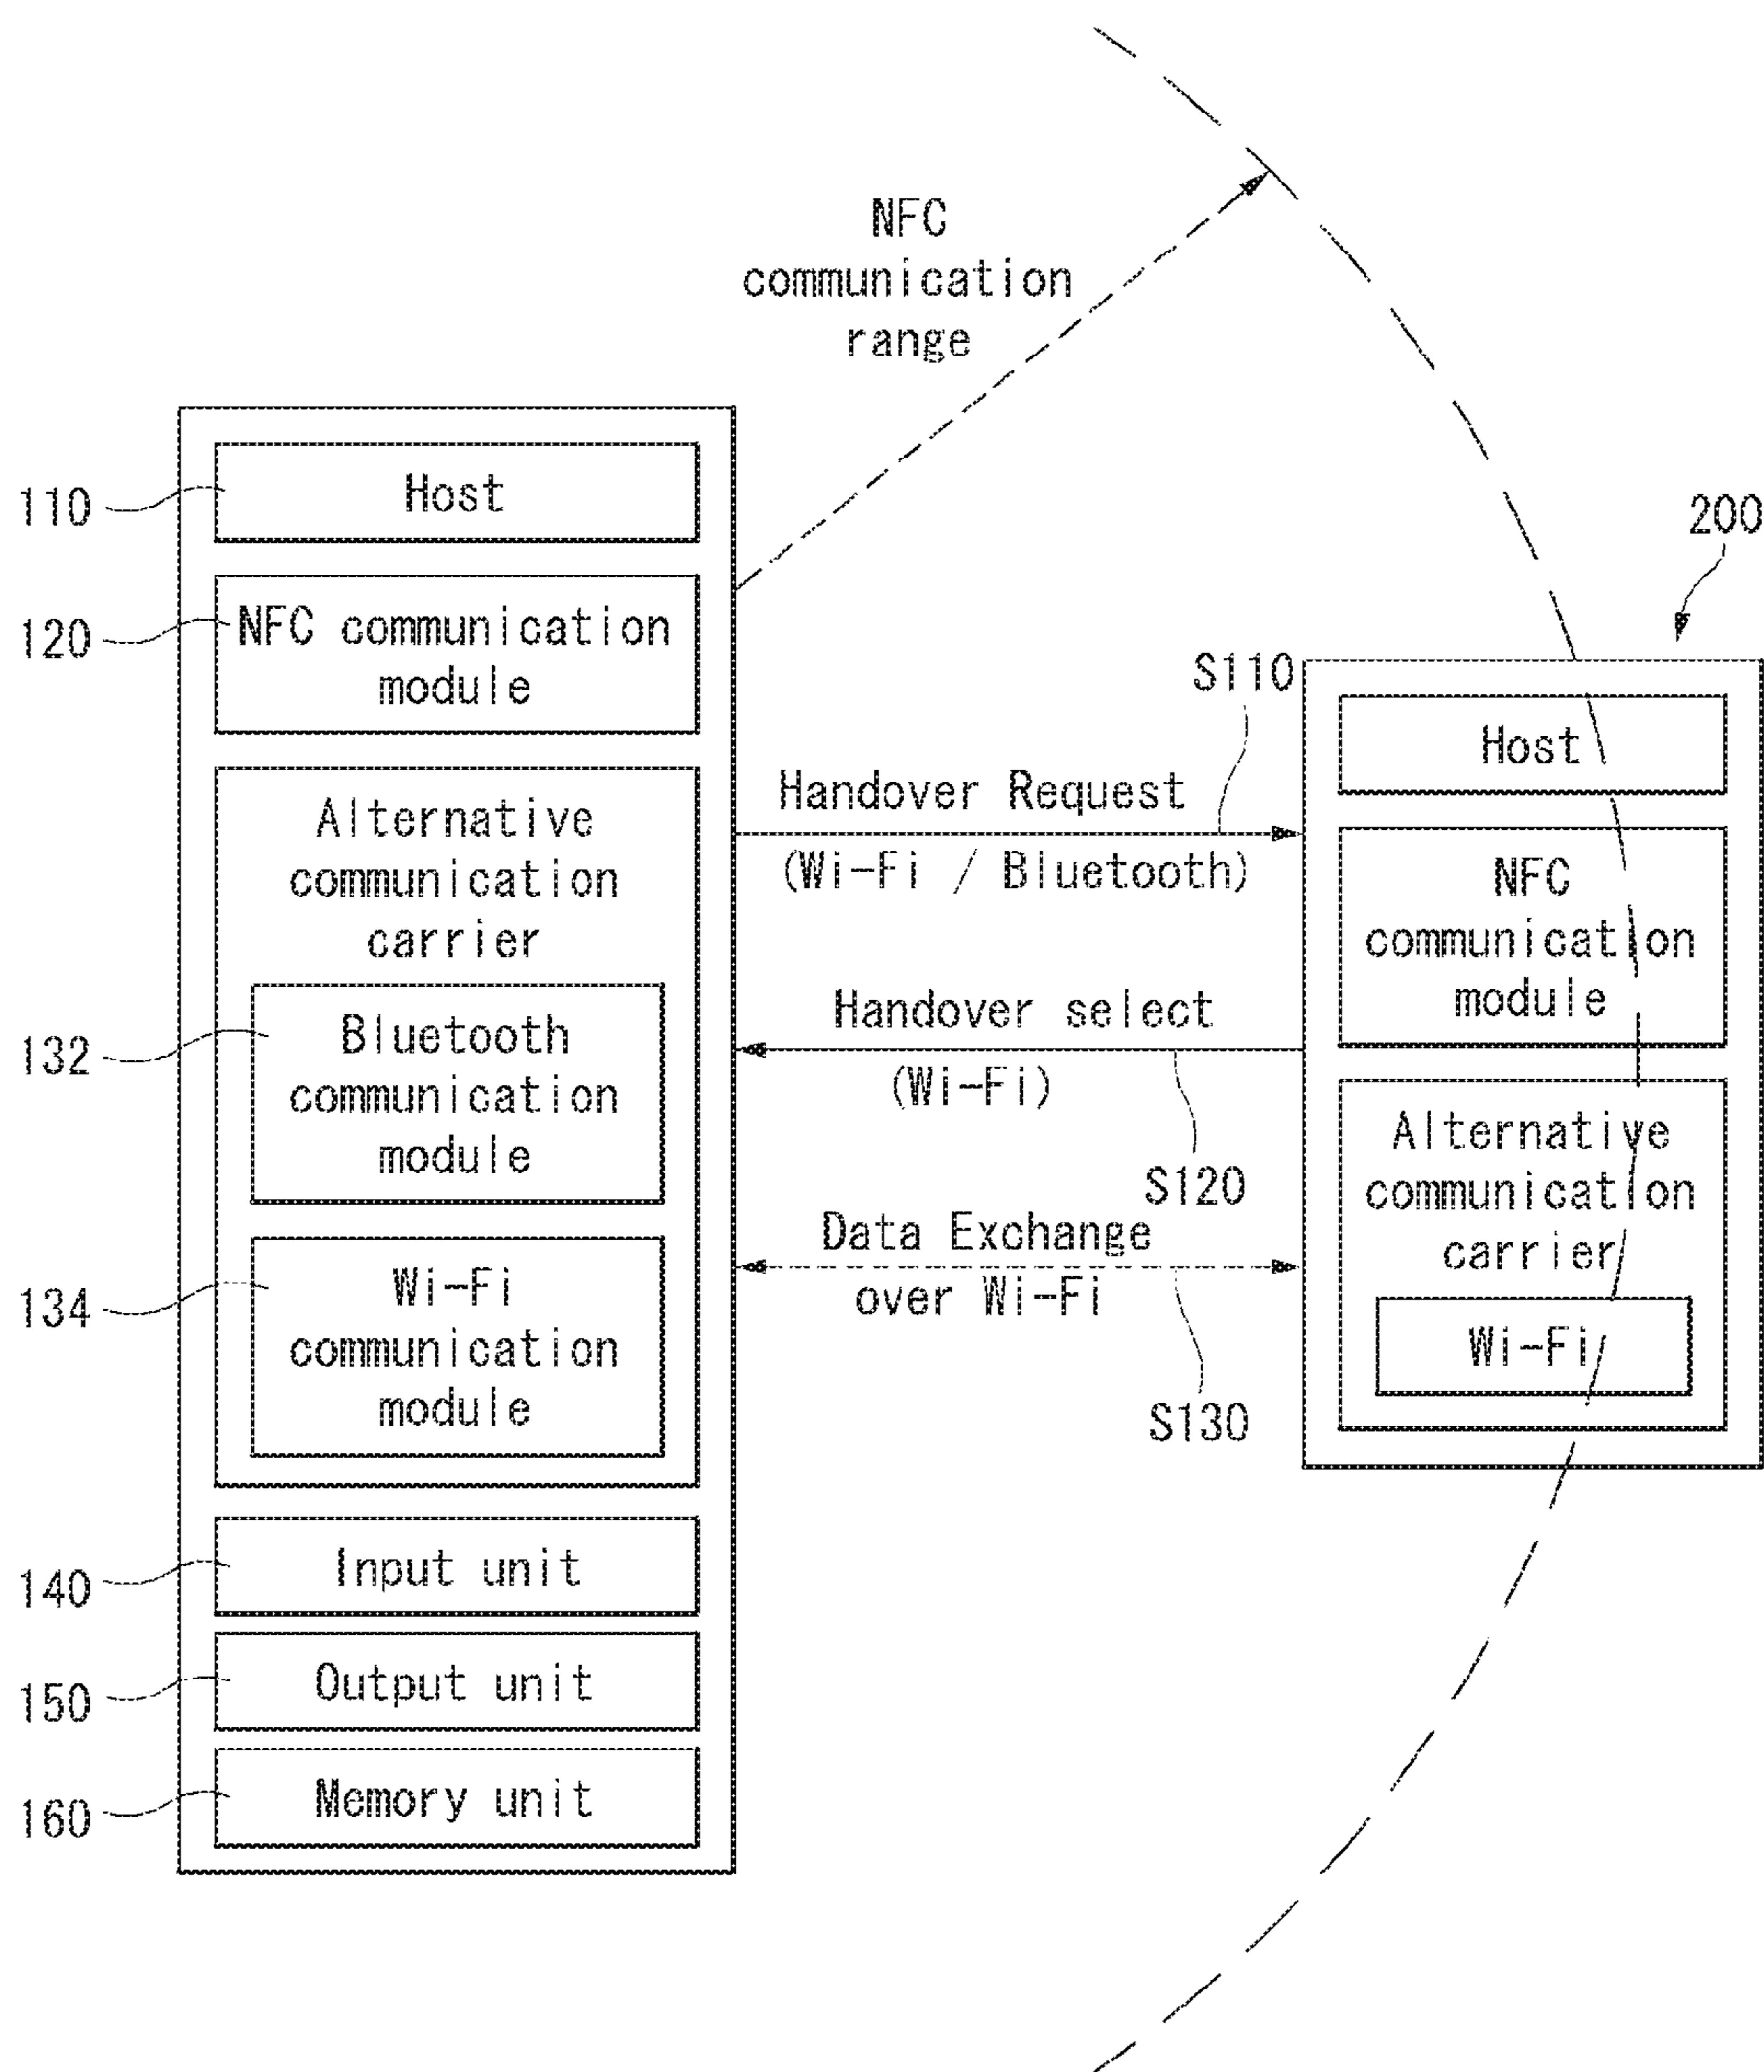 NFC
communication
range
110
Host
120
NFC communication
module
Alternative
communication
carrier
132
Bluetooth
communication
module
134
Wi-Fi
communication
module
140
Input unit
150
Output unit
160
Memory unit
S110
Handover Request
(Wi-Fi / Bluetooth)
Handover select
(Wi-Fi)
S120
Data Exchange
over Wi-Fi
S130
200
Host
NFC
communication
module
Alternative
communication
carrier
Wi-Fi